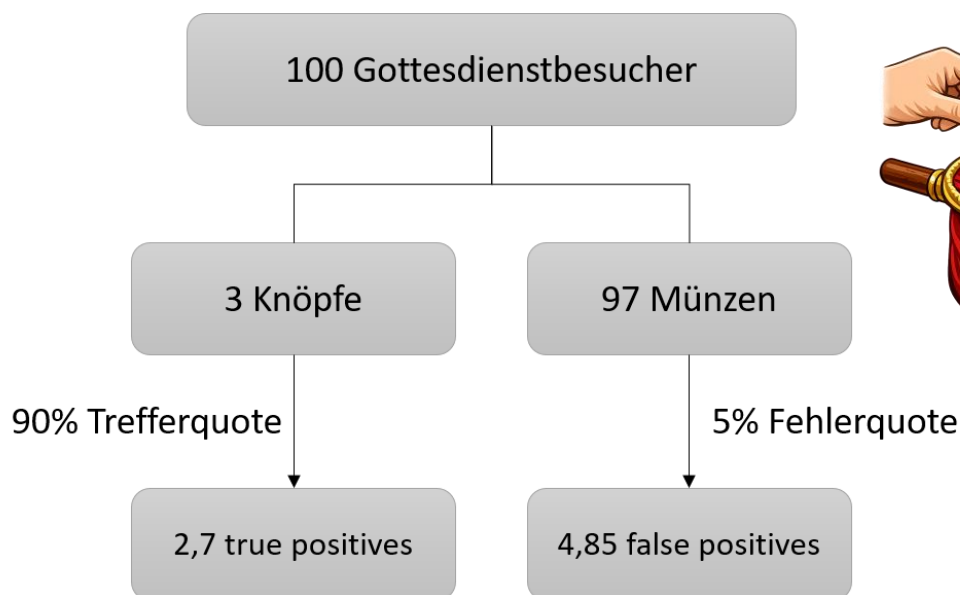 100 Gottesdienstbesucher
3 Knöpfe
97 Münzen
90% Trefferquote
5% Fehlerquote
2,7 true positives
4,85 false positives